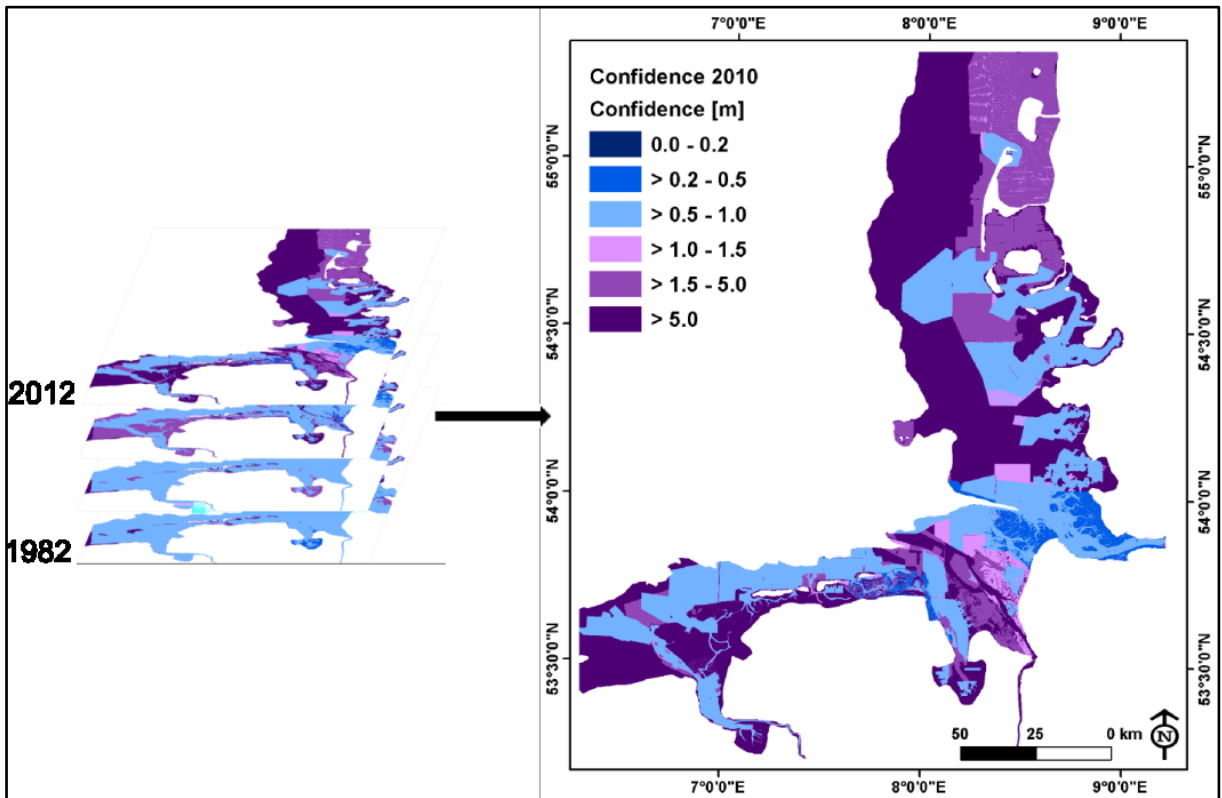 2012
1982
7°0'0"E
8°0'0"E
9°0'0"E
Confidence 2010
Confidence [m]
0.0 - 0.2
> 0.2 - 0.5
> 0.5 - 1.0
> 1.0 - 1.5
> 1.5 - 5.0
> 5.0
55°0'0"N
55°0'0"N
54°30'0"N
54°30'0"N
54°0'0"N
54°0'0"N
53°30'0"N
53°30'0"N
50
25
0 km
N
7°0'0"E
8°0'0"E
9°0'0"E